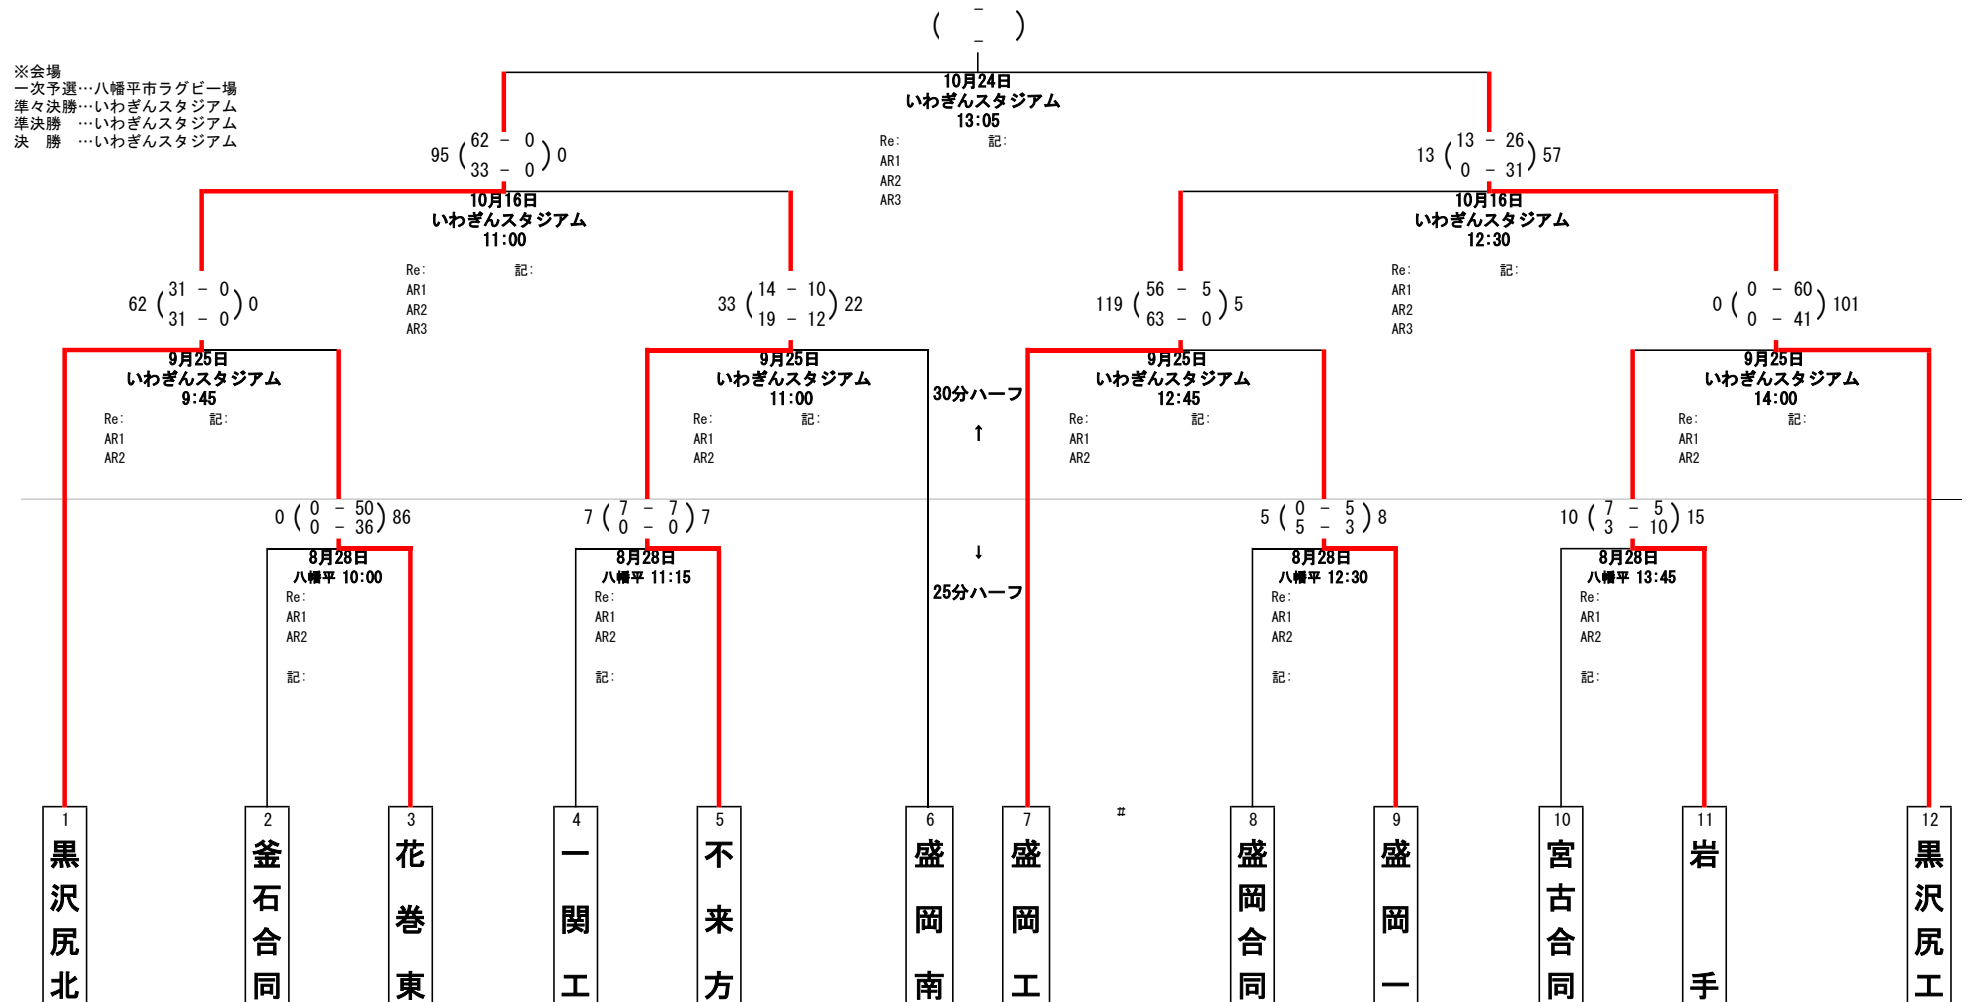 ( - - )
※会場
一次予選…八幡平市ラグビー場
準々決勝…いわぎんスタジアム
準決勝 …いわぎんスタジアム
決 勝 …いわぎんスタジアム
10月24日
いわぎんスタジアム
13:05
Re: 記:
AR1
AR2
AR3
62 - 0
95 ( ) 0
33 - 0
10月16日
いわぎんスタジアム
11:00
Re: 記:
AR1
AR2
AR3
13 - 26
13 ( ) 57
0 - 31
10月16日
いわぎんスタジアム
12:30
Re: 記:
AR1
AR2
AR3
31 - 0
62 ( ) 0
31 - 0
9月25日
いわぎんスタジアム
9:45
Re: 記:
AR1
AR2
14 - 10
33 ( ) 22
19 - 12
9月25日
いわぎんスタジアム
11:00
Re: 記:
AR1
AR2
56 - 5
119 ( ) 5
63 - 0
9月25日
いわぎんスタジアム
12:45
Re: 記:
AR1
AR2
0 - 60
0 ( ) 101
0 - 41
9月25日
いわぎんスタジアム
14:00
Re: 記:
AR1
AR2
30分ハーフ
↑
↓
25分ハーフ
0 - 50
0 ( ) 86
0 - 36
8月28日
八幡平 10:00
Re:
AR1
AR2
記:
7 - 7
7 ( ) 7
0 - 0
8月28日
八幡平 11:15
Re:
AR1
AR2
記:
0 - 5
5 ( ) 8
5 - 3
8月28日
八幡平 12:30
Re:
AR1
AR2
記:
7 - 5
10 ( ) 15
3 - 10
8月28日
八幡平 13:45
Re:
AR1
AR2
記:
#
1
黒沢尻北
2
釜石合同
3
花巻東
4
一関工
5
不来方
6
盛岡南
7
盛岡工
8
盛岡合同
9
盛岡一
10
宮古合同
11
岩手
12
黒沢尻工